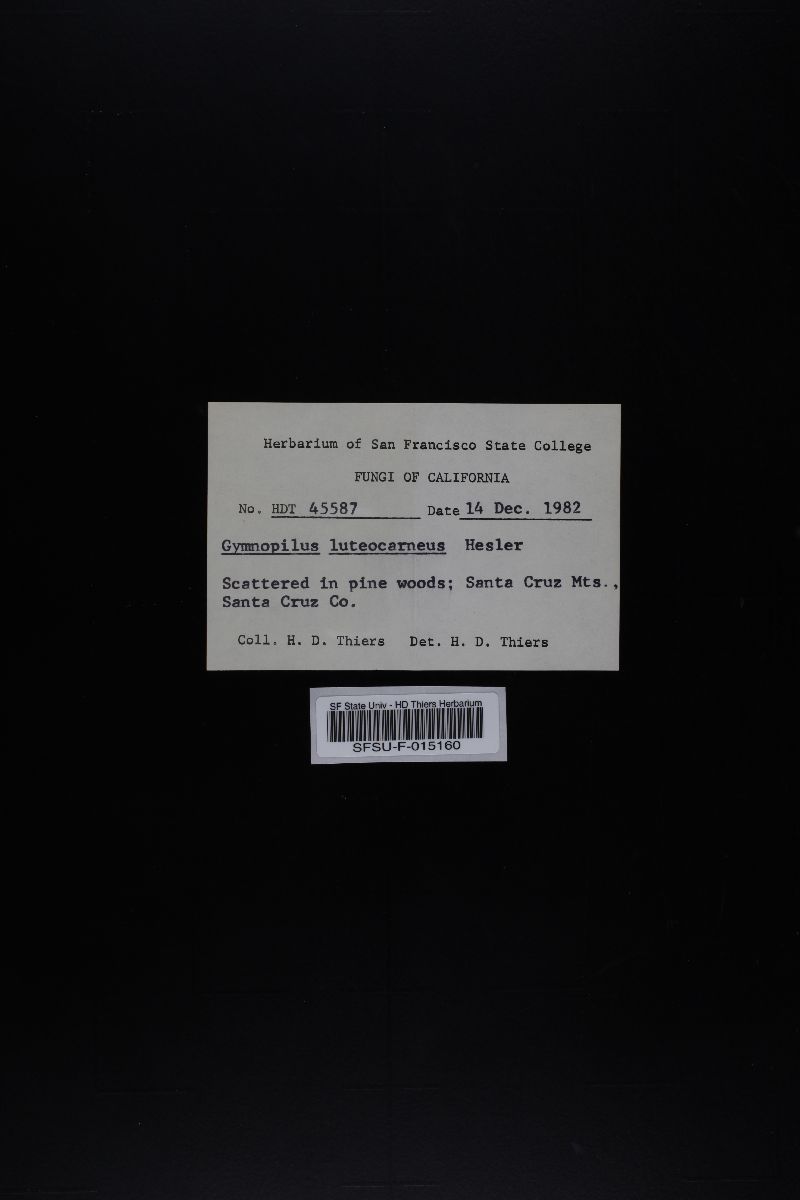 Herbarium of San Francisco State College
FUNGI OF CALIFORNIA
No. HDT 45587 Date 14 Dec. 1982
Gymnopilus luteocarneus Hesler
Scattered in pine woods; Santa Cruz Mts.,
Santa Cruz Co.
Coll. H. D. Thiers Det. H. D. Thiers
SF State Univ - HD Thiers Herbarium
SFSU-F-015160